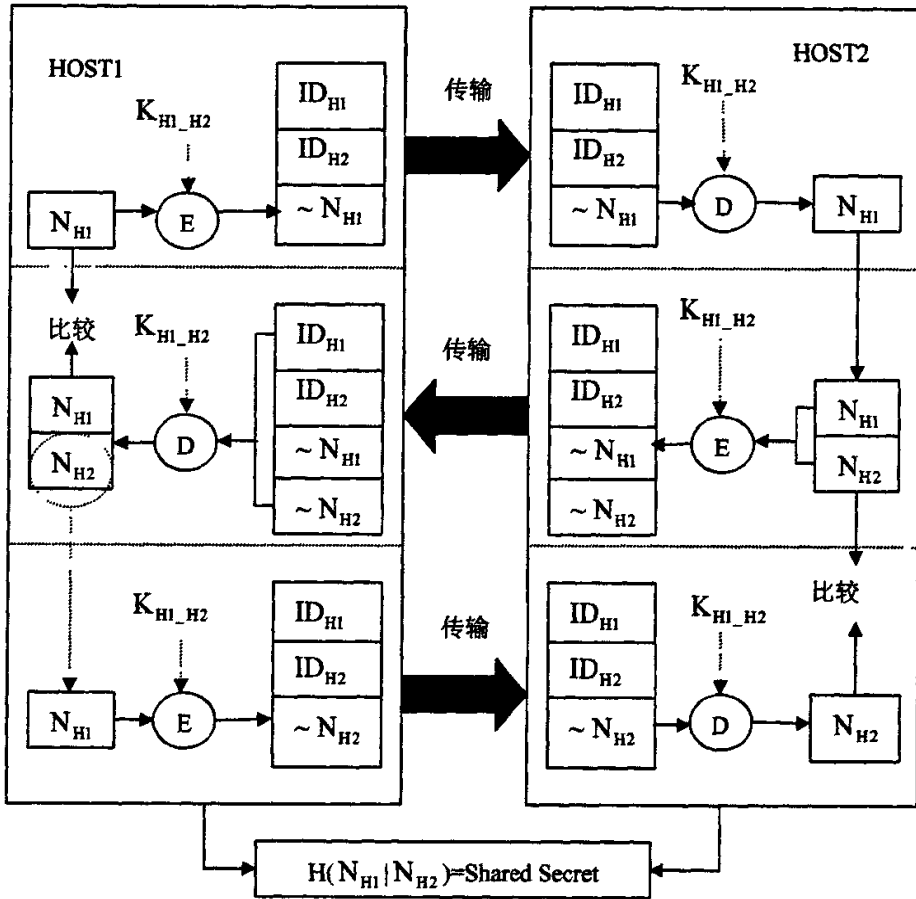 HOST1
K_H1_H2
N_H1
E
ID_H1
ID_H2
~ N_H1
传输
HOST2
ID_H1
ID_H2
~ N_H1
K_H1_H2
D
N_H1
比较
N_H1
N_H2
K_H1_H2
D
ID_H1
ID_H2
~ N_H1
~ N_H2
传输
ID_H1
ID_H2
~ N_H1
~ N_H2
K_H1_H2
E
N_H1
N_H2
K_H1_H2
N_H1
E
ID_H1
ID_H2
~ N_H2
传输
ID_H1
ID_H2
~ N_H2
K_H1_H2
D
比较
N_H2
H(N_H1|N_H2)=Shared Secret